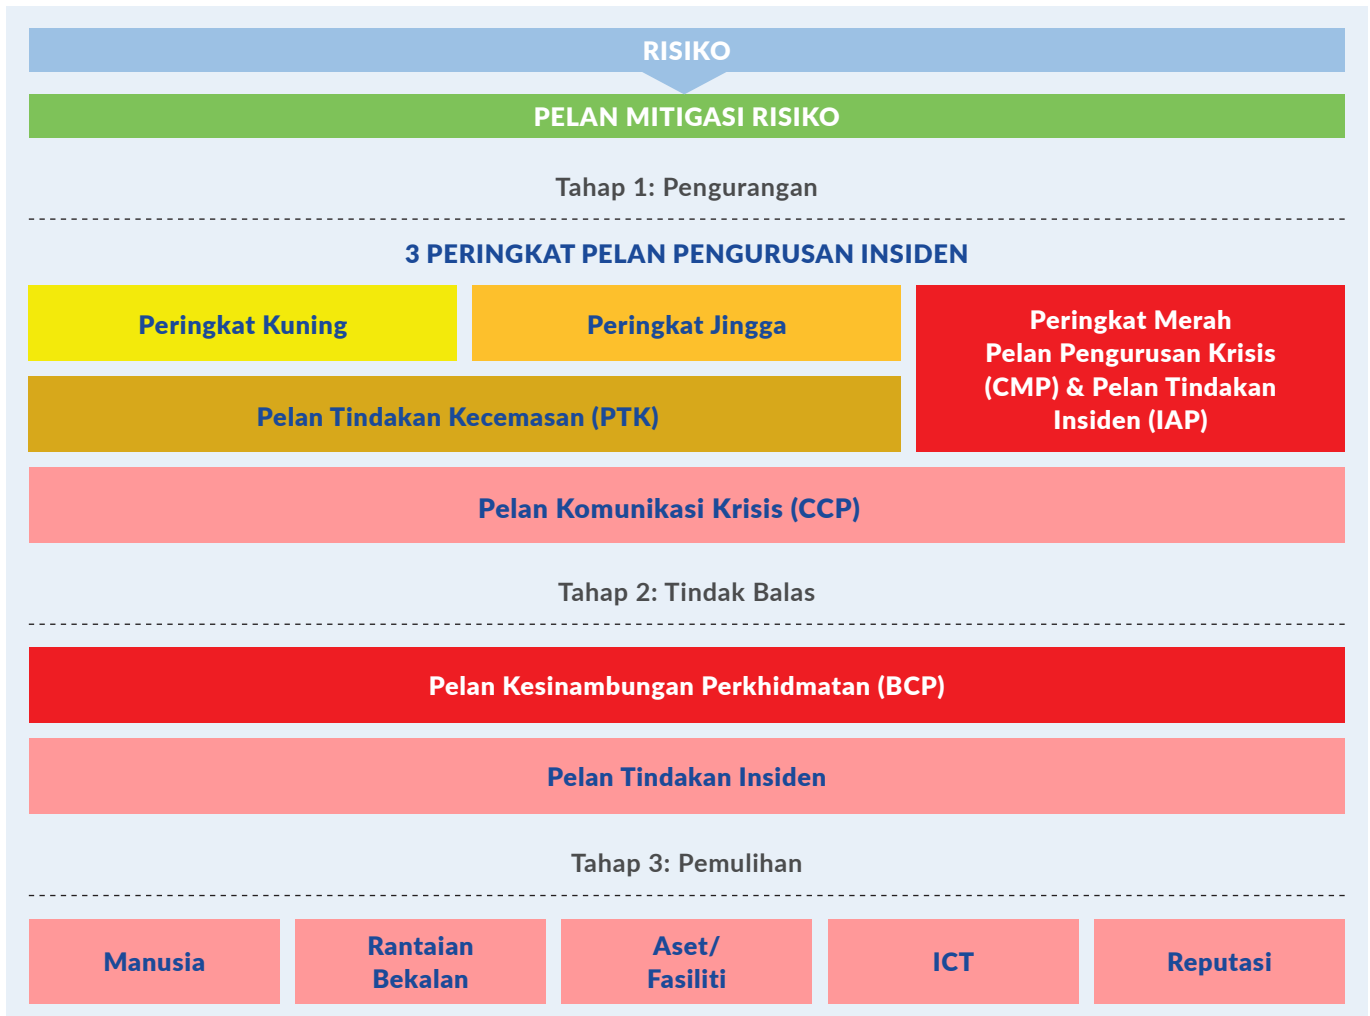 RISIKO
PELAN MITIGASI RISIKO
Tahap 1: Pengurangan
3 PERINGKAT PELAN PENGURUSAN INSIDEN
Peringkat Kuning
Peringkat Jingga
Peringkat Merah
Pelan Pengurusan Krisis
(CMP) & Pelan Tindakan
Insiden (IAP)
Pelan Tindakan Kecemasan (PTK)
Pelan Komunikasi Krisis (CCP)
Tahap 2: Tindak Balas
Pelan Kesinambungan Perkhidmatan (BCP)
Pelan Tindakan Insiden
Tahap 3: Pemulihan
Manusia
Rantaian
Bekalan
Aset/
Fasiliti
ICT
Reputasi